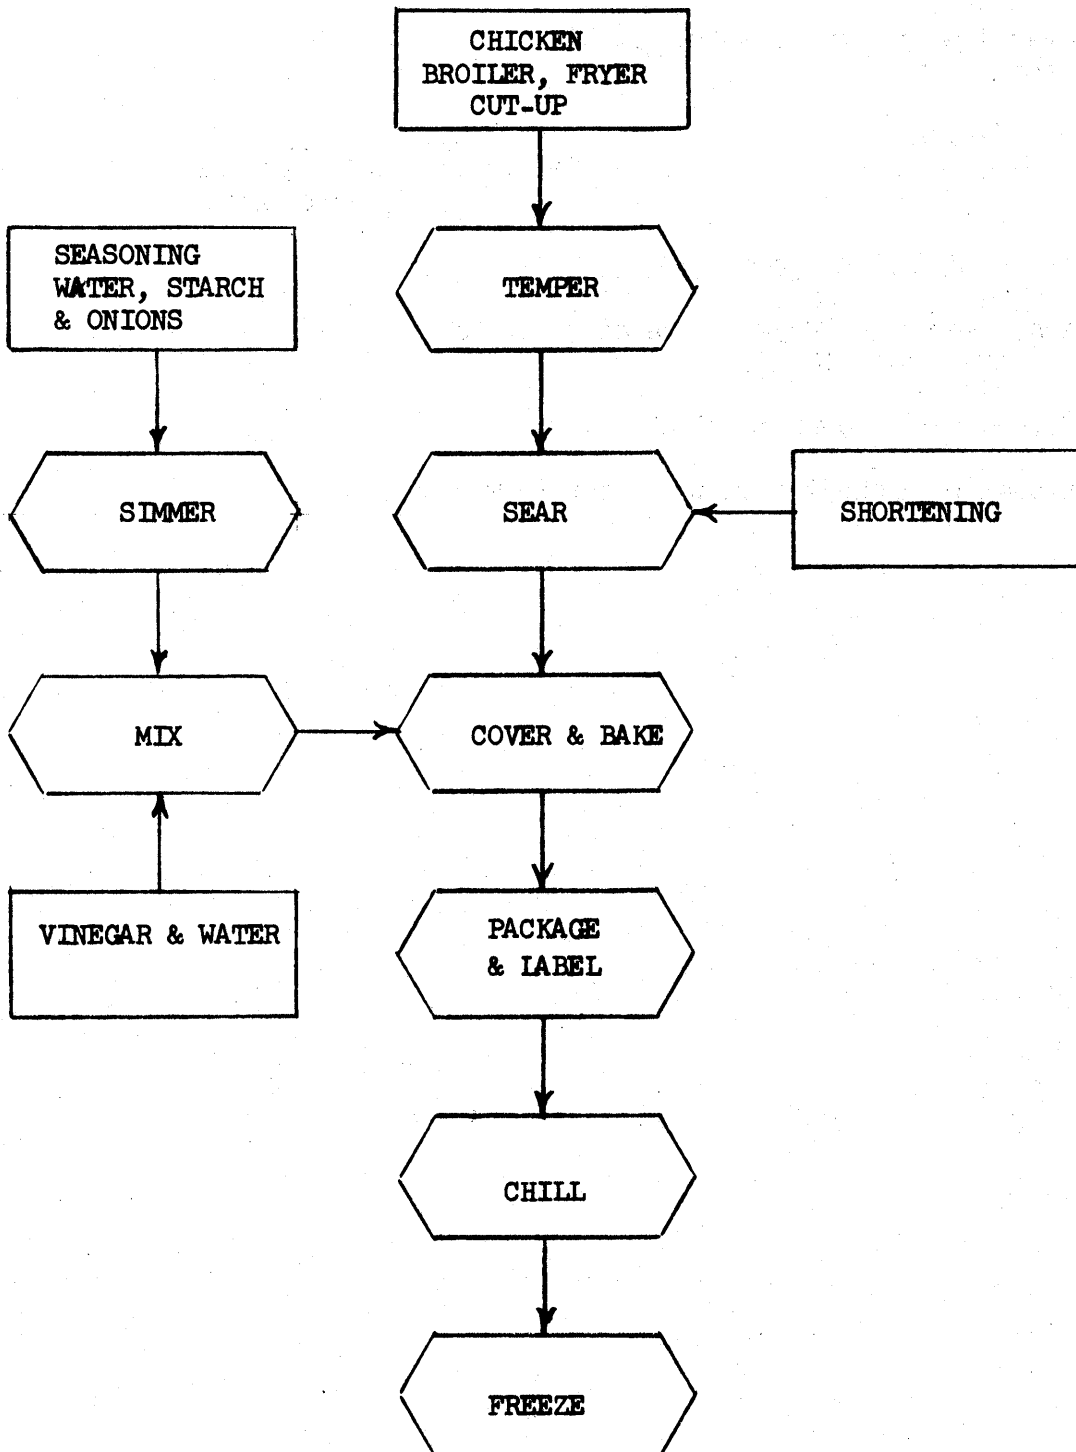 CHICKEN
BROILER, FRYER
CUT-UP
SEASONING
WATER, STARCH
& ONIONS
TEMPER
SIMMER
SEAR
SHORTENING
MIX
COVER & BAKE
VINEGAR & WATER
PACKAGE
& LABEL
CHILL
FREEZE